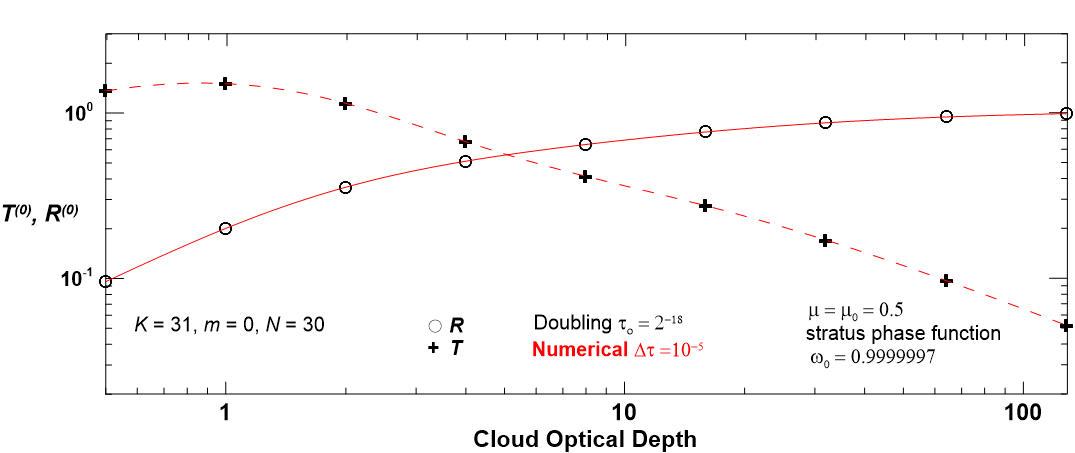 10⁰
T⁽⁰⁾, R⁽⁰⁾
10⁻¹
K = 31, m = 0, N = 30
R
T
Doubling τₒ = 2⁻¹⁸
Numerical Δτ =10⁻⁵
μ = μ₀ = 0.5
stratus phase function
ω₀ = 0.9999997
1 10 100
Cloud Optical Depth